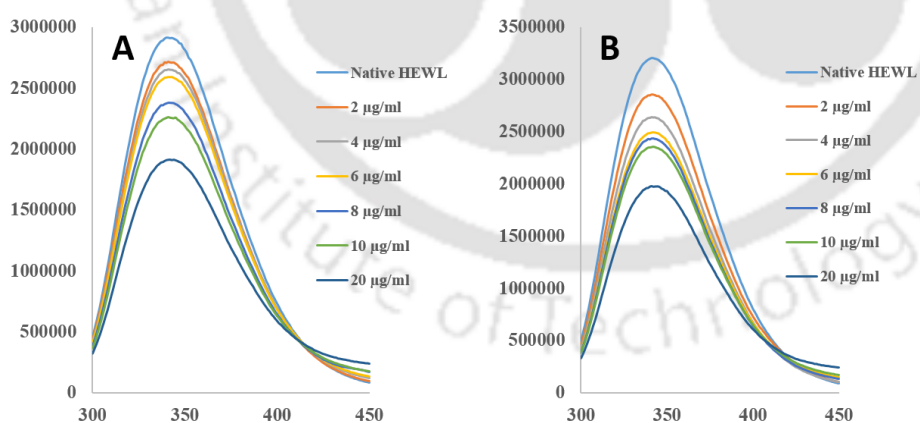 A
3000000
2500000
2000000
1500000
1000000
500000
0
300
350
400
450
Native HEWL
2 µg/ml
4 µg/ml
6 µg/ml
8 µg/ml
10 µg/ml
20 µg/ml
B
3500000
3000000
2500000
2000000
1500000
1000000
500000
0
300
350
400
450
Native HEWL
2 µg/ml
4 µg/ml
6 µg/ml
8 µg/ml
10 µg/ml
20 µg/ml
Institute of Technology